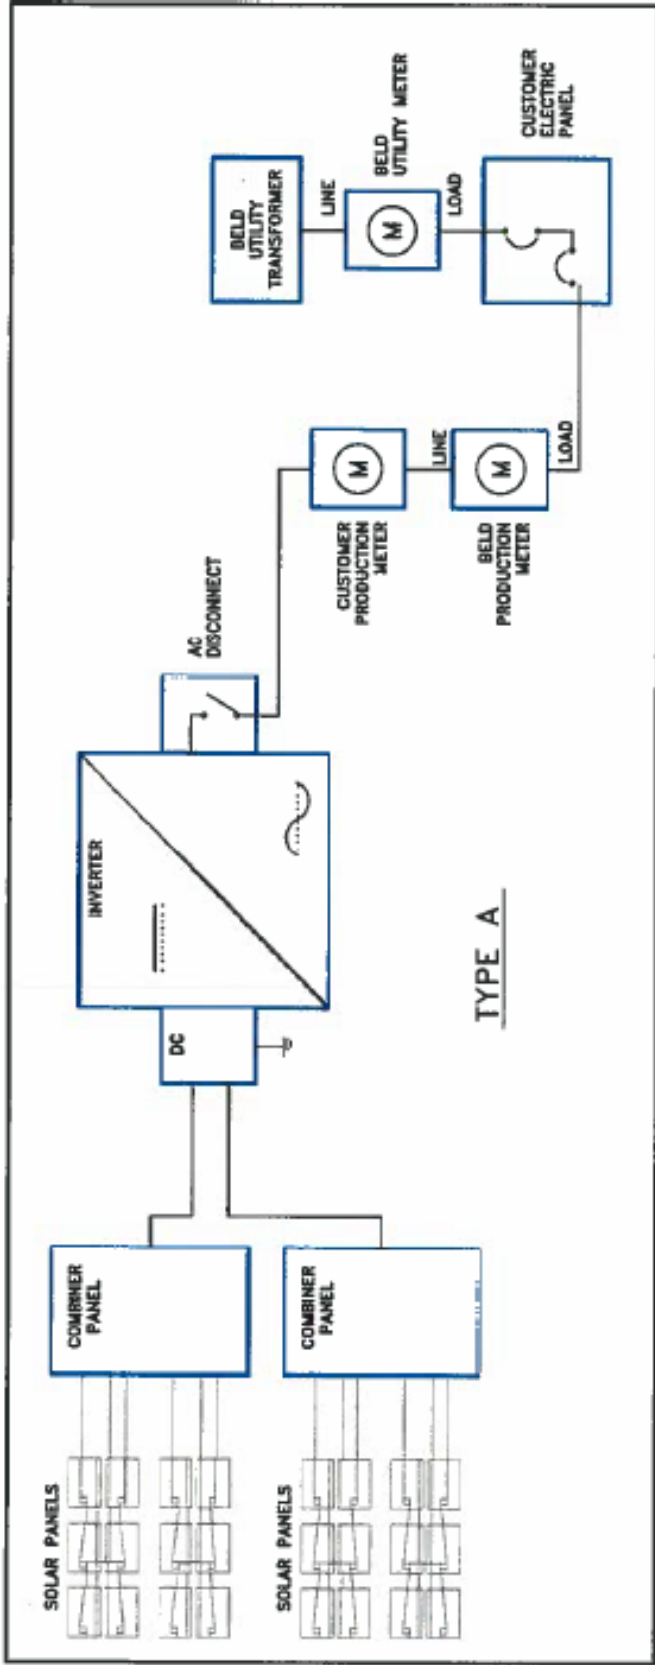 SOLAR PANELS
COMBINER
PANEL
SOLAR PANELS
COMBINER
PANEL
DC
INVERTER
AC
DISCONNECT
CUSTOMER
PRODUCTION
METER
M
LINE
BELD
PRODUCTION
METER
M
LOAD
BELD
UTILITY
TRANSFORMER
LINE
BELD
UTILITY METER
M
LOAD
CUSTOMER
ELECTRIC
PANEL
TYPE A